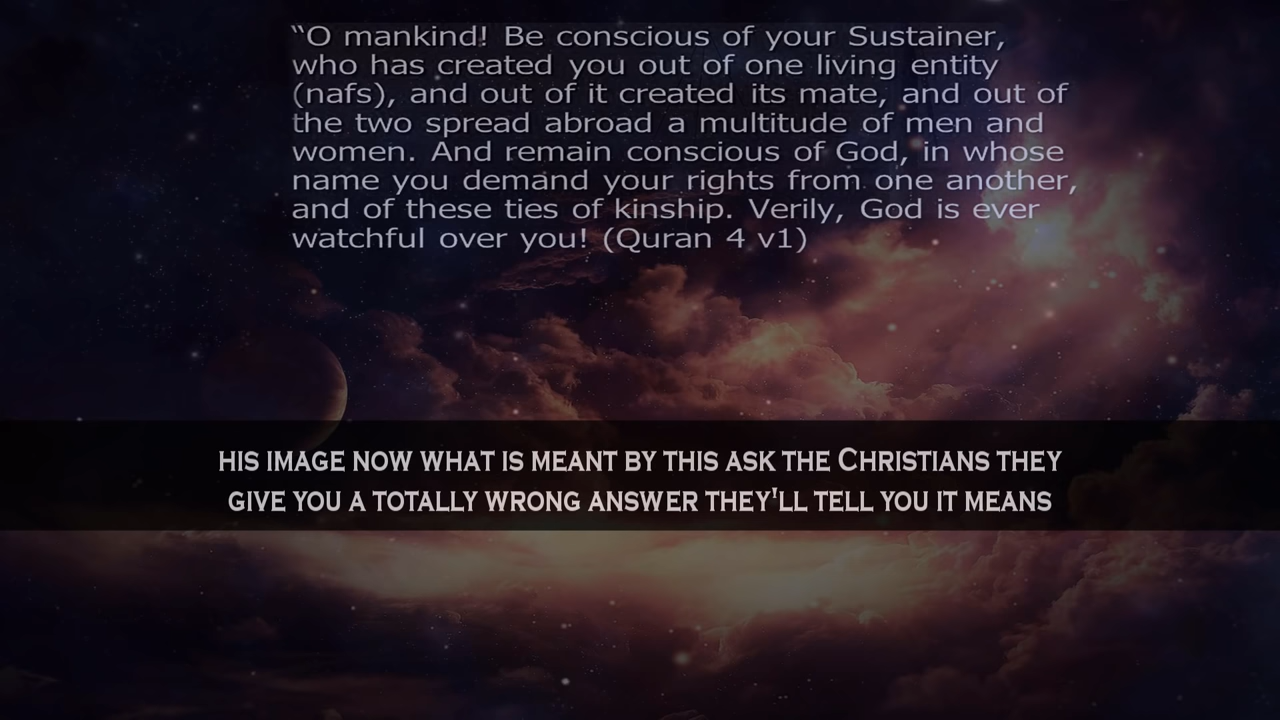 “O mankind! Be conscious of your Sustainer,
who has created you out of one living entity
(nafs), and out of it created its mate, and out of
the two spread abroad a multitude of men and
women. And remain conscious of God, in whose
name you demand your rights from one another,
and of these ties of kinship. Verily, God is ever
watchful over you! (Quran 4 v1)
HIS IMAGE NOW WHAT IS MEANT BY THIS ASK THE CHRISTIANS THEY
GIVE YOU A TOTALLY WRONG ANSWER THEY'LL TELL YOU IT MEANS